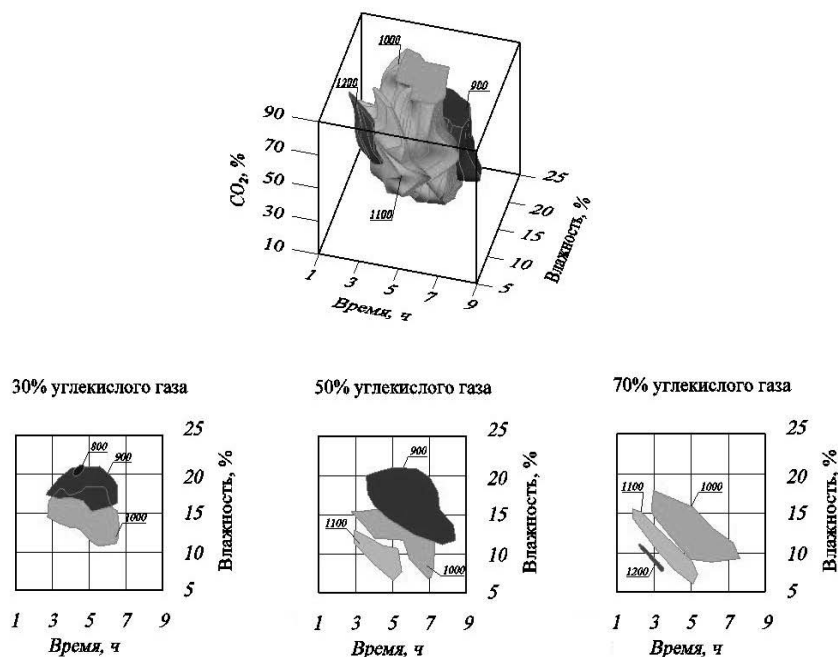 1000
1200
900
90
70
50
30
10
CO₂, %
1100
25
20
15
10
5
Влажность, %
1
3
5
7
9
Время, ч
30% углекислого газа
50% углекислого газа
70% углекислого газа
800
900
1000
25
20
15
10
5
Влажность, %
1 3 5 7 9
Время, ч
900
1100
1000
25
20
15
10
5
Влажность, %
1 3 5 7 9
Время, ч
1100
1000
1200
25
20
15
10
5
Влажность, %
1 3 5 7 9
Время, ч